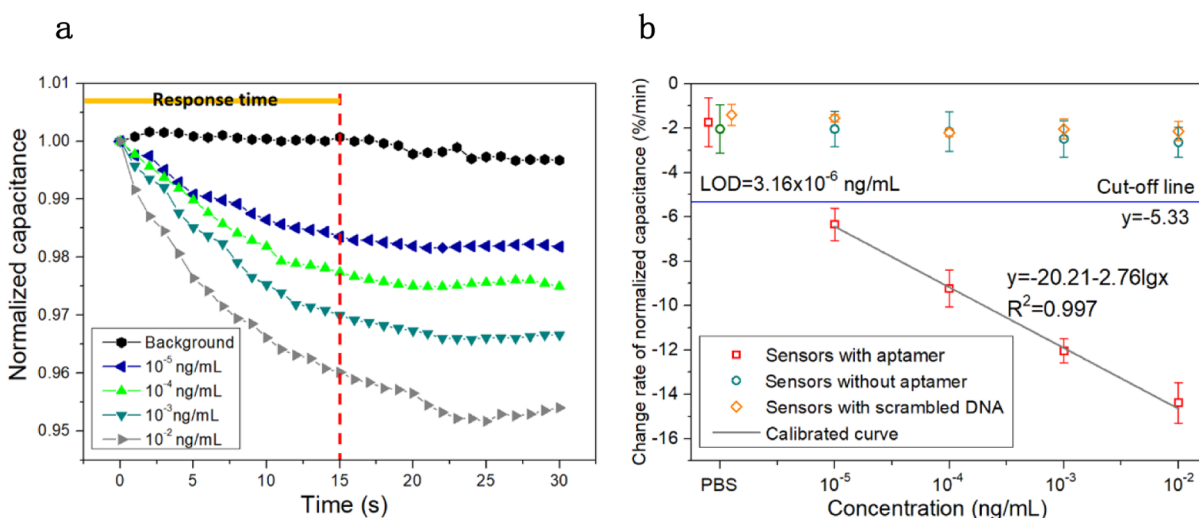 a
1.01
1.00
0.99
0.98
0.97
0.96
0.95
Normalized capacitance
Response time
Background
10⁻⁵ ng/mL
10⁻⁴ ng/mL
10⁻³ ng/mL
10⁻² ng/mL
0 5 10 15 20 25 30
Time (s)
b
0
-2
-4
-6
-8
-10
-12
-14
-16
Change rate of normalized capacitance (%/min)
LOD=3.16x10⁻⁶ ng/mL
Cut-off line
y=-5.33
y=-20.21-2.76lgx
R²=0.997
Sensors with aptamer
Sensors without aptamer
Sensors with scrambled DNA
Calibrated curve
PBS 10⁻⁵ 10⁻⁴ 10⁻³ 10⁻²
Concentration (ng/mL)